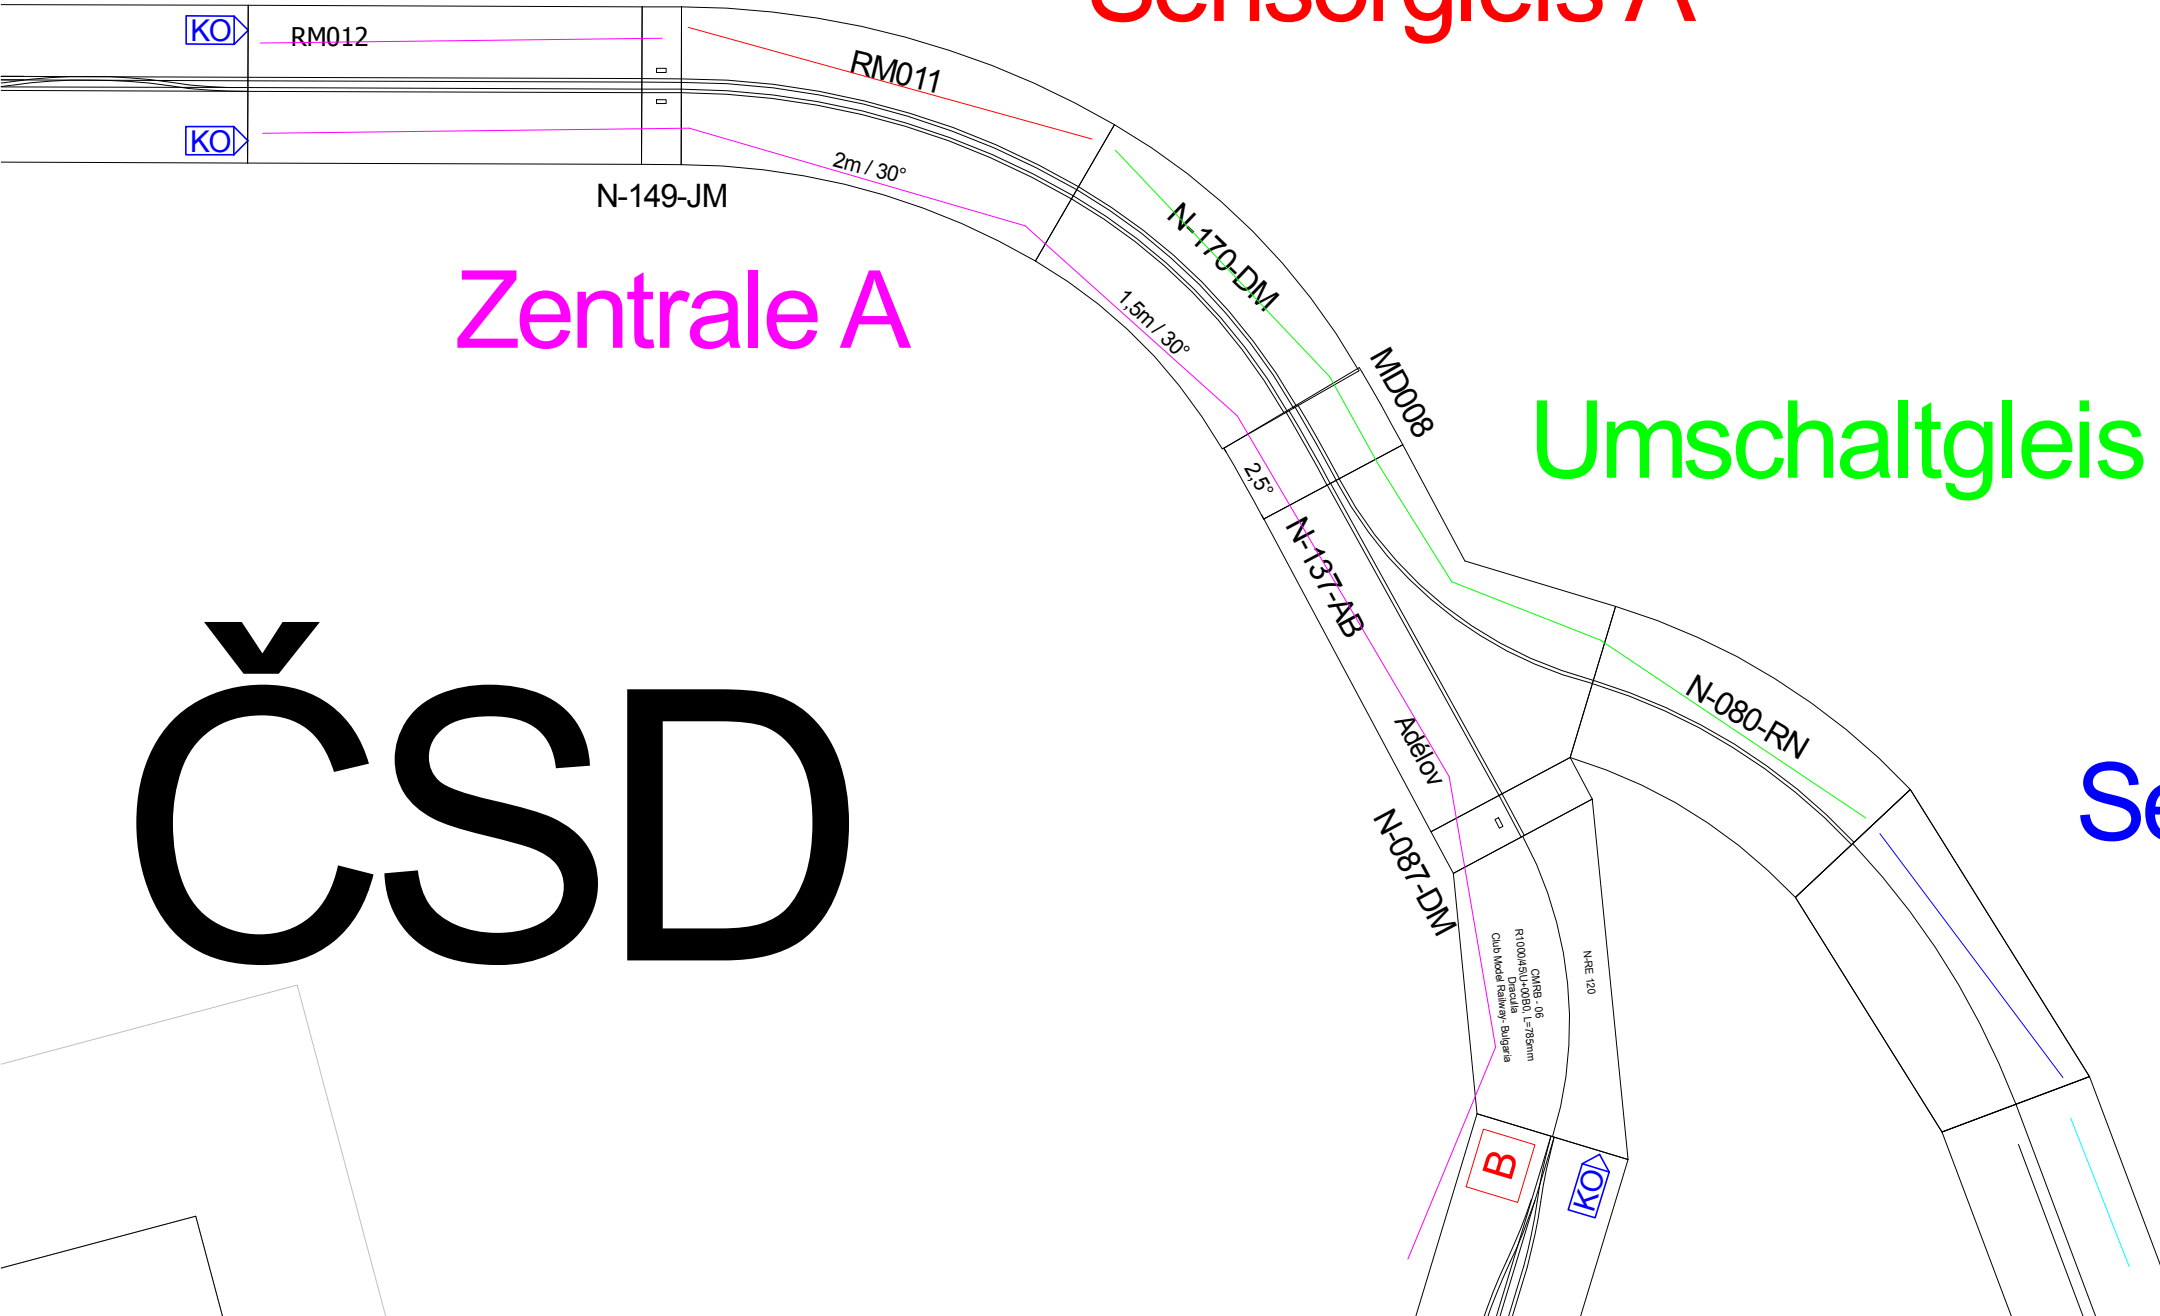 Sensorgleis A
KO
RM012
RM011
KO
2m / 30°
N-149-JM
N-170-DM
Zentrale A
1,5m / 30°
MD008
Umschaltgleis
2,5°
N-137-AB
ČSD
N-080-RN
Adélov
Se
N-087-DM
N-RE 120
CMRB - 06
R1000/45\U+00B0, L=785mm
Draculla
Club Model Railway- Bulgaria
B
KO